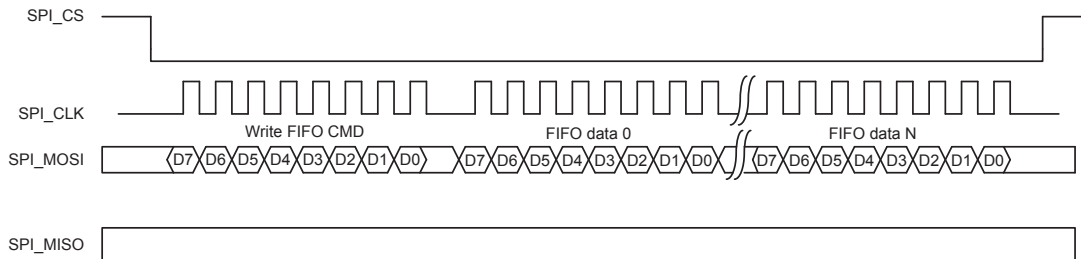 SPI_CS
SPI_CLK
Write FIFO CMD FIFO data 0 FIFO data N
SPI_MOSI D7 D6 D5 D4 D3 D2 D1 D0 D7 D6 D5 D4 D3 D2 D1 D0 D7 D6 D5 D4 D3 D2 D1 D0
SPI_MISO